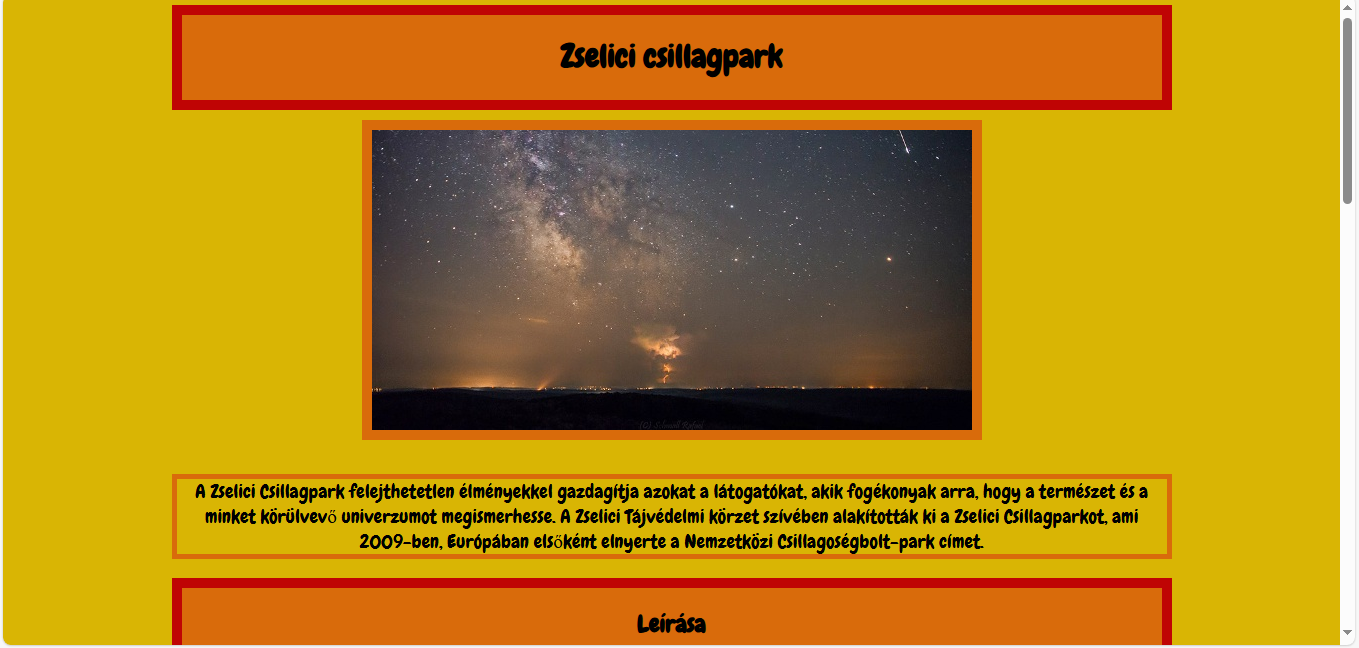 Zselici csillagpark
A Zselici Csillagpark felejthetetlen élményekkel gazdagítja azokat a látogatókat, akik fogékonyak arra, hogy a természet és a
minket körülvevő univerzumot megismerhesse. A Zselici Tájvédelmi körzet szívében alakították ki a Zselici Csillagparkot, ami
2009-ben, Európában elsőként elnyerte a Nemzetközi Csillagoségbolt-park címet.
Leírása